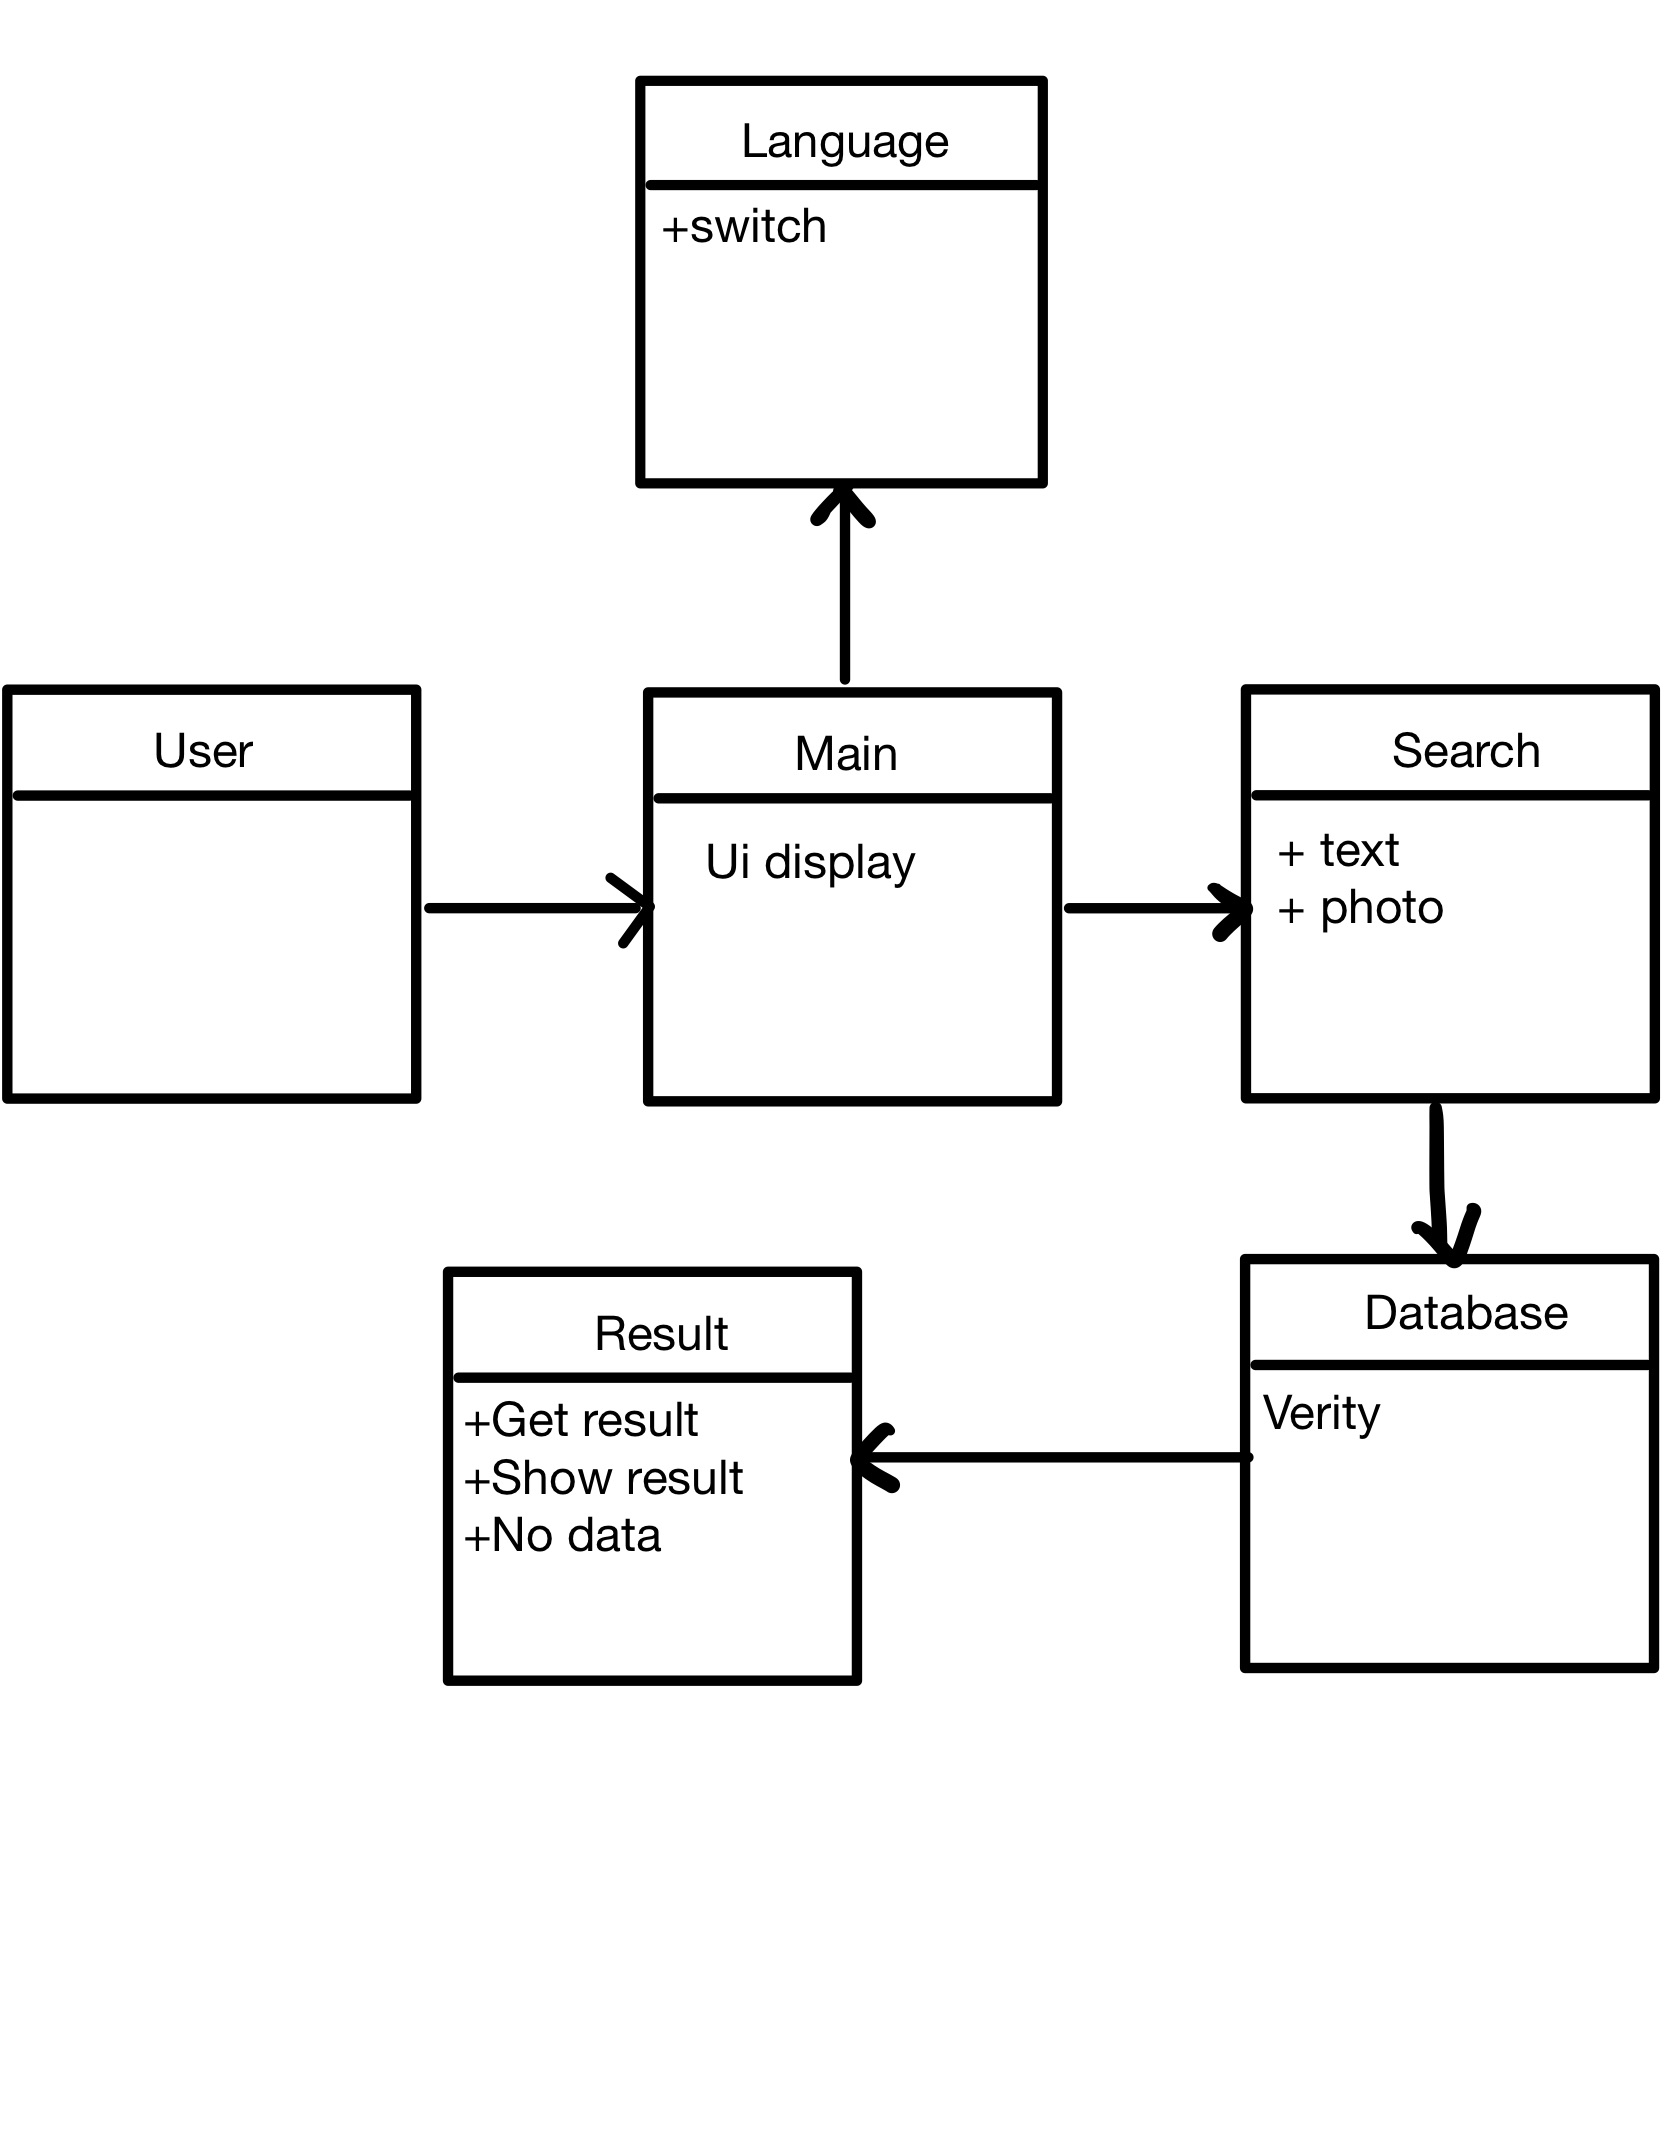 Language
+switch
User
Main
Ui display
Search
+ text
+ photo
Database
Verity
Result
+Get result
+Show result
+No data